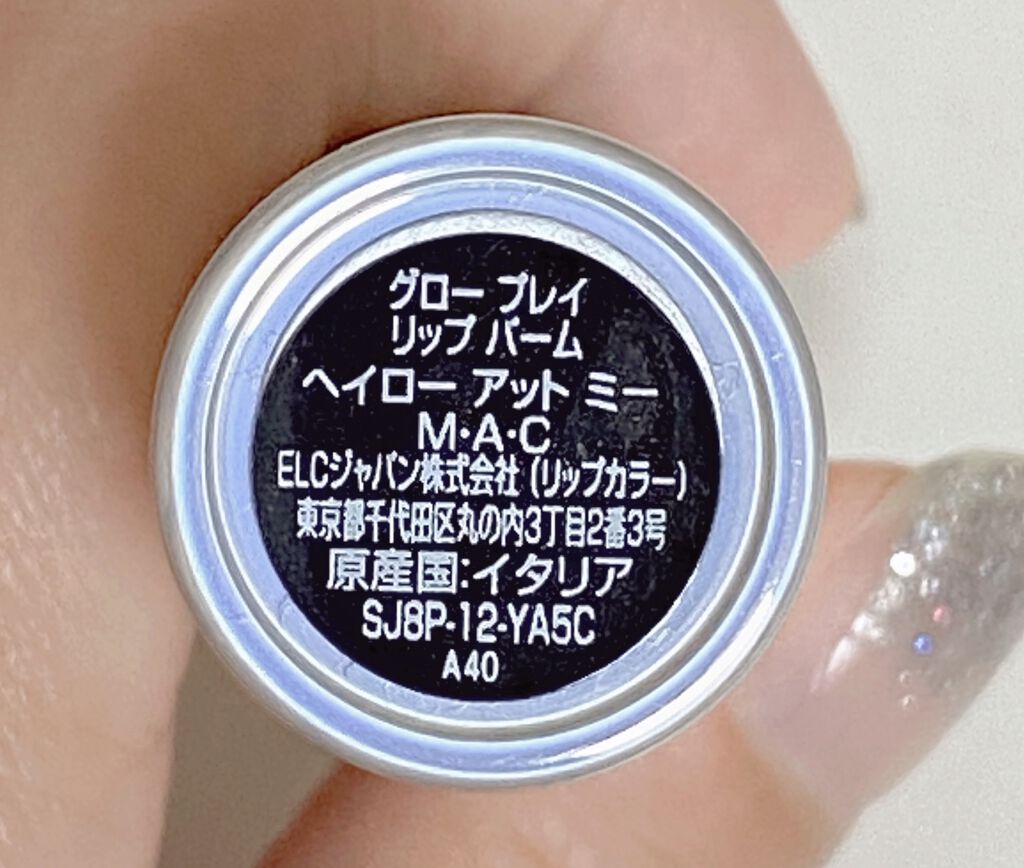 グロー プレイ
リップ バーム
ヘイロー アット ミー
M·A·C
ELCジャパン株式会社 (リップカラー)
東京都千代田区丸の内3丁目2番3号
原産国:イタリア
SJ8P-12-YA5C
A40